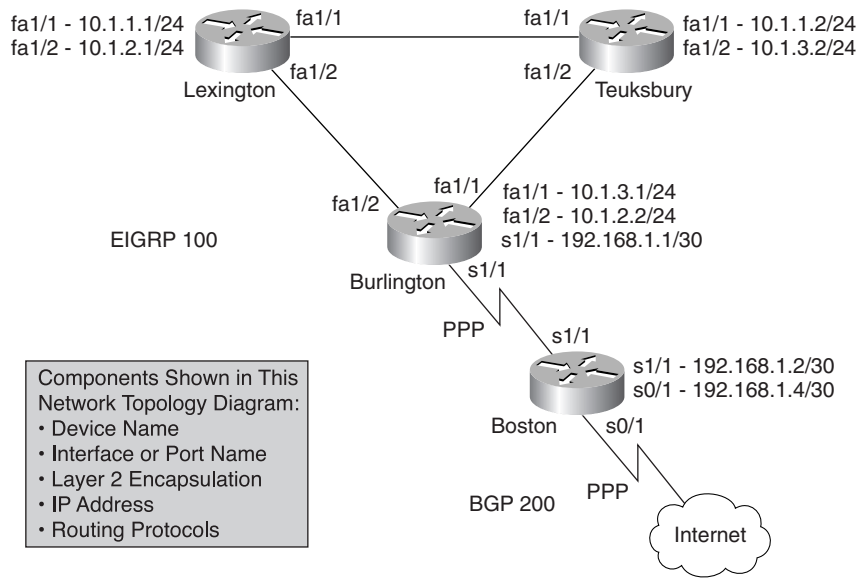 fa1/1 - 10.1.1.1/24
fa1/2 - 10.1.2.1/24
fa1/1
fa1/2
Lexington
fa1/1
fa1/2
Teuksbury
fa1/1 - 10.1.1.2/24
fa1/2 - 10.1.3.2/24
fa1/1
fa1/2
fa1/1 - 10.1.3.1/24
fa1/2 - 10.1.2.2/24
s1/1 - 192.168.1.1/30
EIGRP 100
Burlington
s1/1
PPP
s1/1
s1/1 - 192.168.1.2/30
s0/1 - 192.168.1.4/30
Boston
s0/1
BGP 200
PPP
Internet
Components Shown in This
Network Topology Diagram:
• Device Name
• Interface or Port Name
• Layer 2 Encapsulation
• IP Address
• Routing Protocols